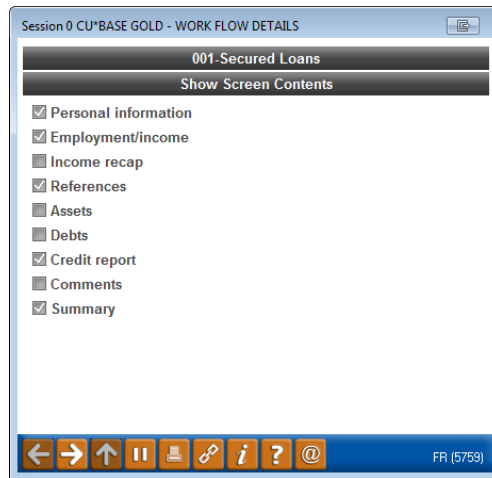 Session 0 CU*BASE GOLD - WORK FLOW DETAILS
001-Secured Loans
Show Screen Contents
Personal information
Employment/income
Income recap
References
Assets
Debts
Credit report
Comments
Summary
FR (5759)